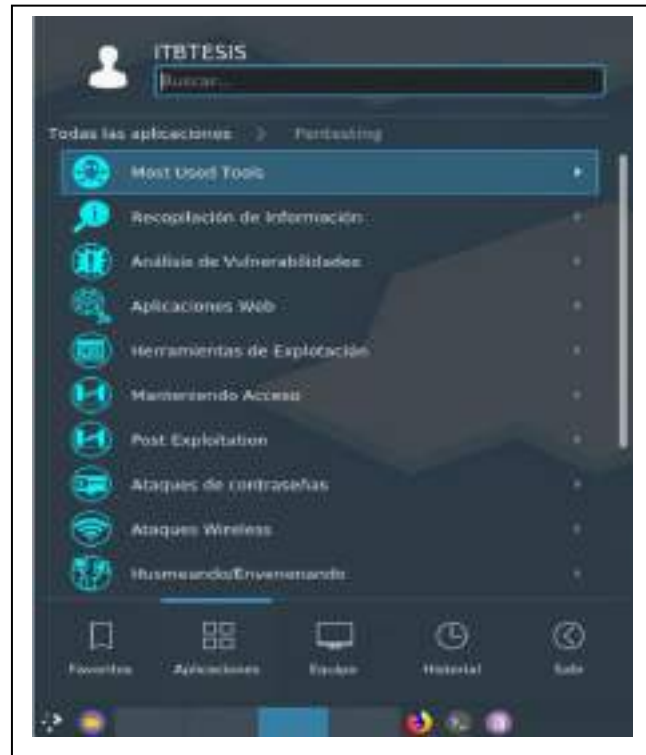 ITBTESIS
Buscar...
Todas las aplicaciones > Pentesting
Most Used Tools
Recopilación de Información
Análisis de Vulnerabilidades
Aplicaciones Web
Herramientas de Explotación
Manteniendo Acceso
Post Exploitation
Ataques de contraseñas
Ataques Wireless
Husmeando/Envenenando
Favoritos Aplicaciones Equipo Historial Salir